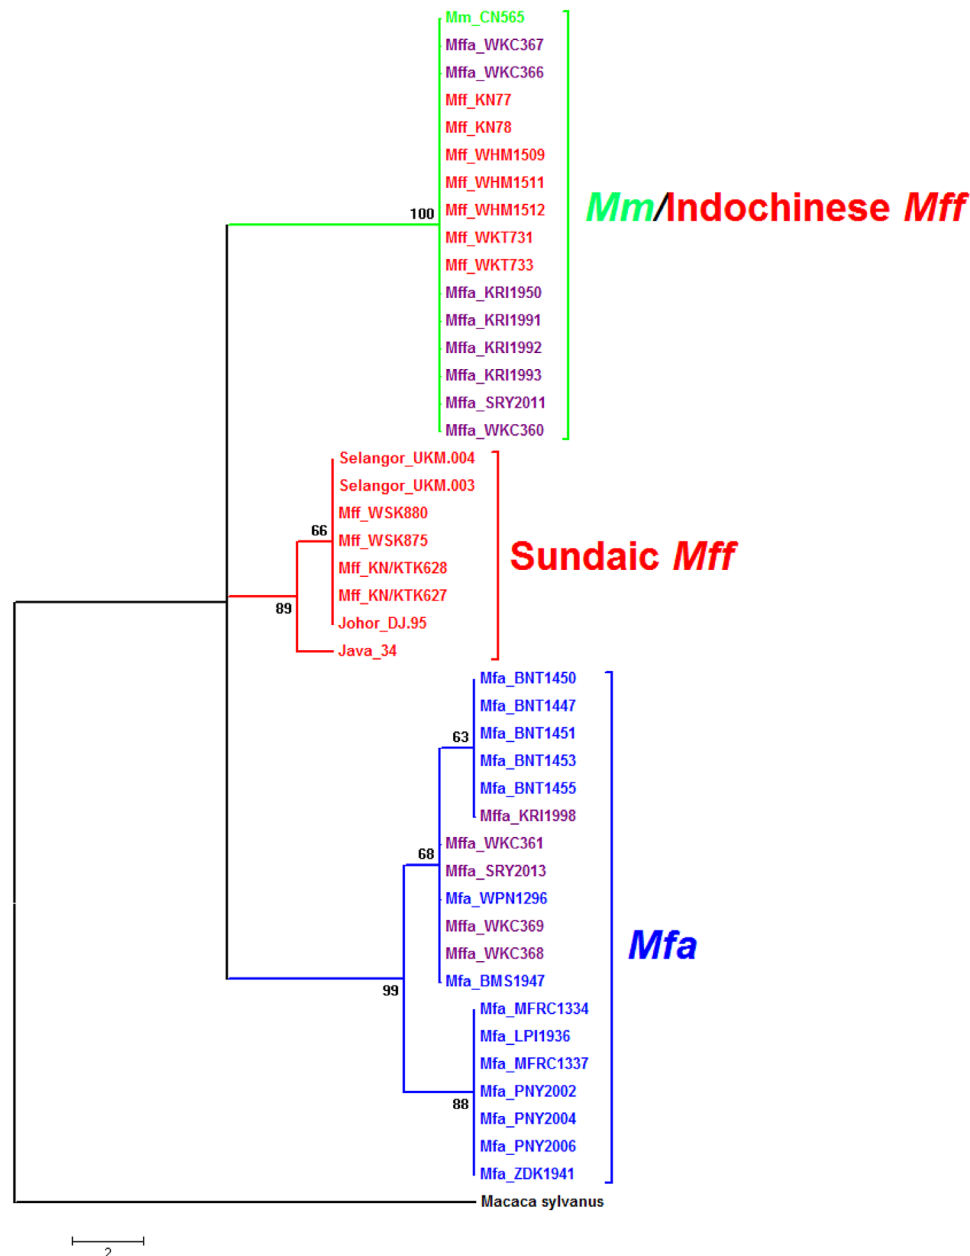 Mm_CN565
Mffa_WKC367
Mffa_WKC366
Mff_KN77
Mff_KN78
Mff_WHM1509
Mff_WHM1511
Mff_WHM1512
Mff_WKT731
Mff_WKT733
Mffa_KRI1950
Mffa_KRI1991
Mffa_KRI1992
Mffa_KRI1993
Mffa_SRY2011
Mffa_WKC360
100
Mm/Indochinese Mff
Selangor_UKM.004
Selangor_UKM.003
Mff_WSK880
Mff_WSK875
Mff_KN/KTK628
Mff_KN/KTK627
Johor_DJ.95
Java_34
66
89
Sundaic Mff
Mfa_BNT1450
Mfa_BNT1447
Mfa_BNT1451
Mfa_BNT1453
Mfa_BNT1455
Mffa_KRI1998
Mffa_WKC361
Mffa_SRY2013
Mfa_WPN1296
Mffa_WKC369
Mffa_WKC368
Mfa_BMS1947
Mfa_MFRC1334
Mfa_LPI1936
Mfa_MFRC1337
Mfa_PNY2002
Mfa_PNY2004
Mfa_PNY2006
Mfa_ZDK1941
63
68
99
88
Mfa
Macaca sylvanus
2